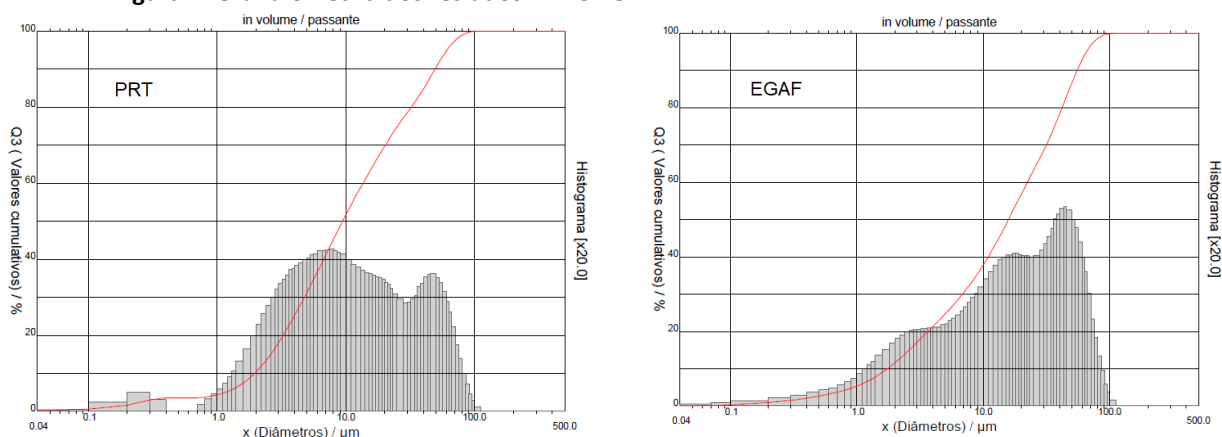 in volume / passante
100
80
60
40
20
0
PRT
Q3 ( Valores cumulativos) / %
Histograma [x20.0]
0.04
0.1
1.0
10.0
100.0
500.0
x (Diâmetros) / µm
in volume / passante
100
80
60
40
20
0
EGAF
Q3 ( Valores cumulativos) / %
Histograma [x20.0]
0.04
0.1
1.0
10.0
100.0
500.0
x (Diâmetros) / µm